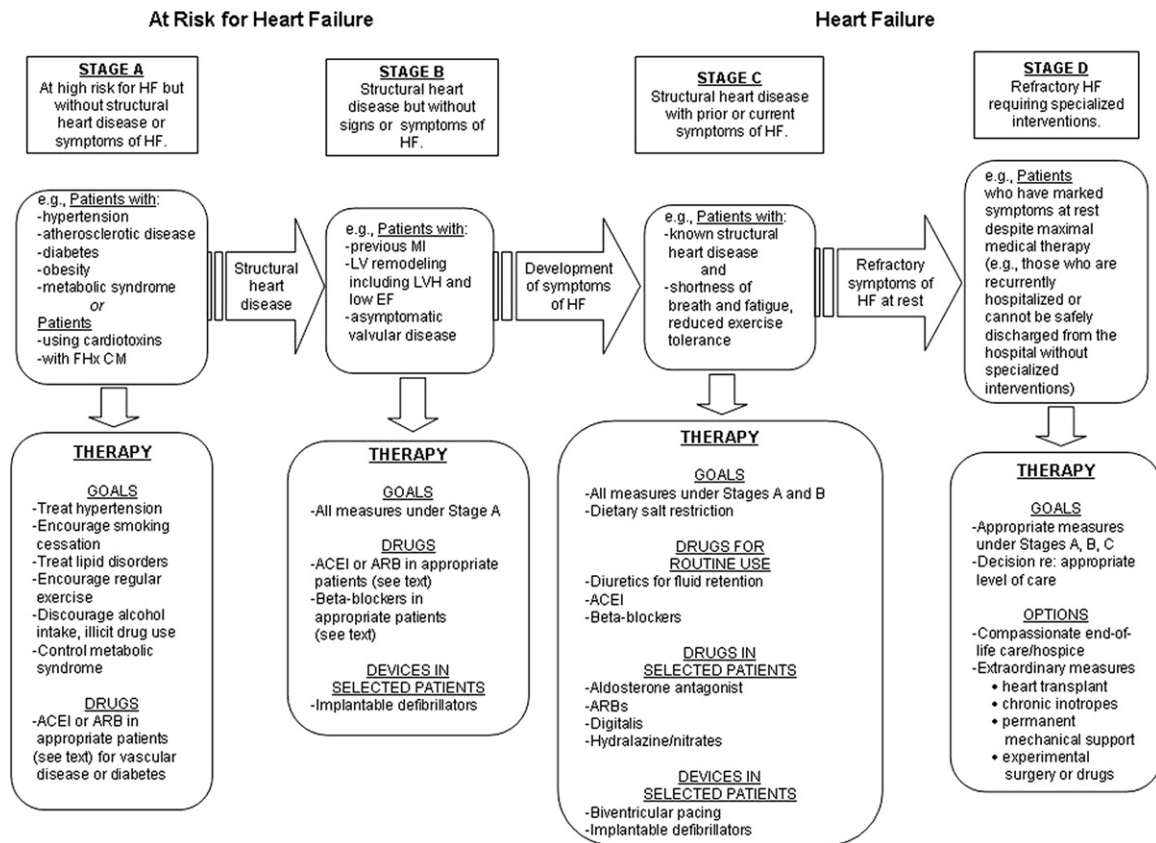 At Risk for Heart Failure
Heart Failure
STAGE A
At high risk for HF but
without structural
heart disease or
symptoms of HF.
STAGE B
Structural heart
disease but without
signs or symptoms of
HF.
STAGE C
Structural heart disease
with prior or current
symptoms of HF.
STAGE D
Refractory HF
requiring specialized
interventions.
e.g., Patients with:
-hypertension
-atherosclerotic disease
-diabetes
-obesity
-metabolic syndrome
or
Patients
-using cardiotoxins
-with FHx CM
Structural
heart
disease
e.g., Patients with:
-previous MI
-LV remodeling
including LVH and
low EF
-asymptomatic
valvular disease
Development
of symptoms
of HF
e.g., Patients with:
-known structural
heart disease
and
-shortness of
breath and fatigue,
reduced exercise
tolerance
Refractory
symptoms of
HF at rest
e.g., Patients
who have marked
symptoms at rest
despite maximal
medical therapy
(e.g., those who are
recurrently
hospitalized or
cannot be safely
discharged from the
hospital without
specialized
interventions)
THERAPY
GOALS
-Treat hypertension
-Encourage smoking
cessation
-Treat lipid disorders
-Encourage regular
exercise
-Discourage alcohol
intake, illicit drug use
-Control metabolic
syndrome
DRUGS
-ACEI or ARB in
appropriate patients
(see text) for vascular
disease or diabetes
THERAPY
GOALS
-All measures under Stage A
DRUGS
-ACEI or ARB in appropriate
patients (see text)
-Beta-blockers in
appropriate patients
(see text)
DEVICES IN
SELECTED PATIENTS
-Implantable defibrillators
THERAPY
GOALS
-All measures under Stages A and B
-Dietary salt restriction
DRUGS FOR
ROUTINE USE
-Diuretics for fluid retention
-ACEI
-Beta-blockers
DRUGS IN
SELECTED PATIENTS
-Aldosterone antagonist
-ARBs
-Digitalis
-Hydralazine/nitrates
DEVICES IN
SELECTED PATIENTS
-Biventricular pacing
-Implantable defibrillators
THERAPY
GOALS
-Appropriate measures
under Stages A, B, C
-Decision re: appropriate
level of care
OPTIONS
-Compassionate end-of-
life care/hospice
-Extraordinary measures
• heart transplant
• chronic inotropes
• permanent
mechanical support
• experimental
surgery or drugs